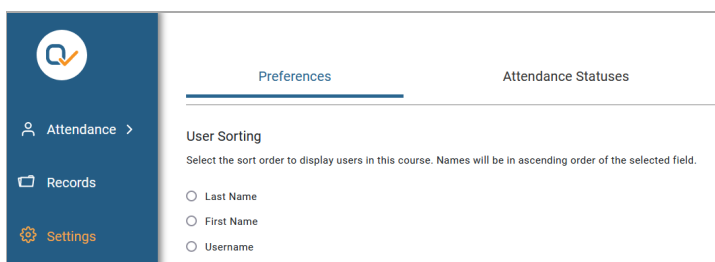 Preferences
Attendance Statuses
Attendance
Records
Settings
User Sorting
Select the sort order to display users in this course. Names will be in ascending order of the selected field.
Last Name
First Name
Username